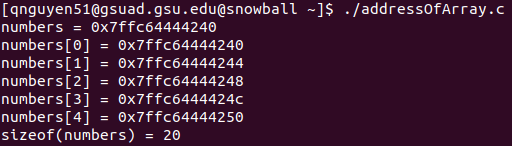 [qnguyen51@gsuad.gsu.edu@snowball ~]$ ./addressOfArray.c
numbers = 0x7ffc64444240
numbers[0] = 0x7ffc64444240
numbers[1] = 0x7ffc64444244
numbers[2] = 0x7ffc64444248
numbers[3] = 0x7ffc6444424c
numbers[4] = 0x7ffc64444250
sizeof(numbers) = 20